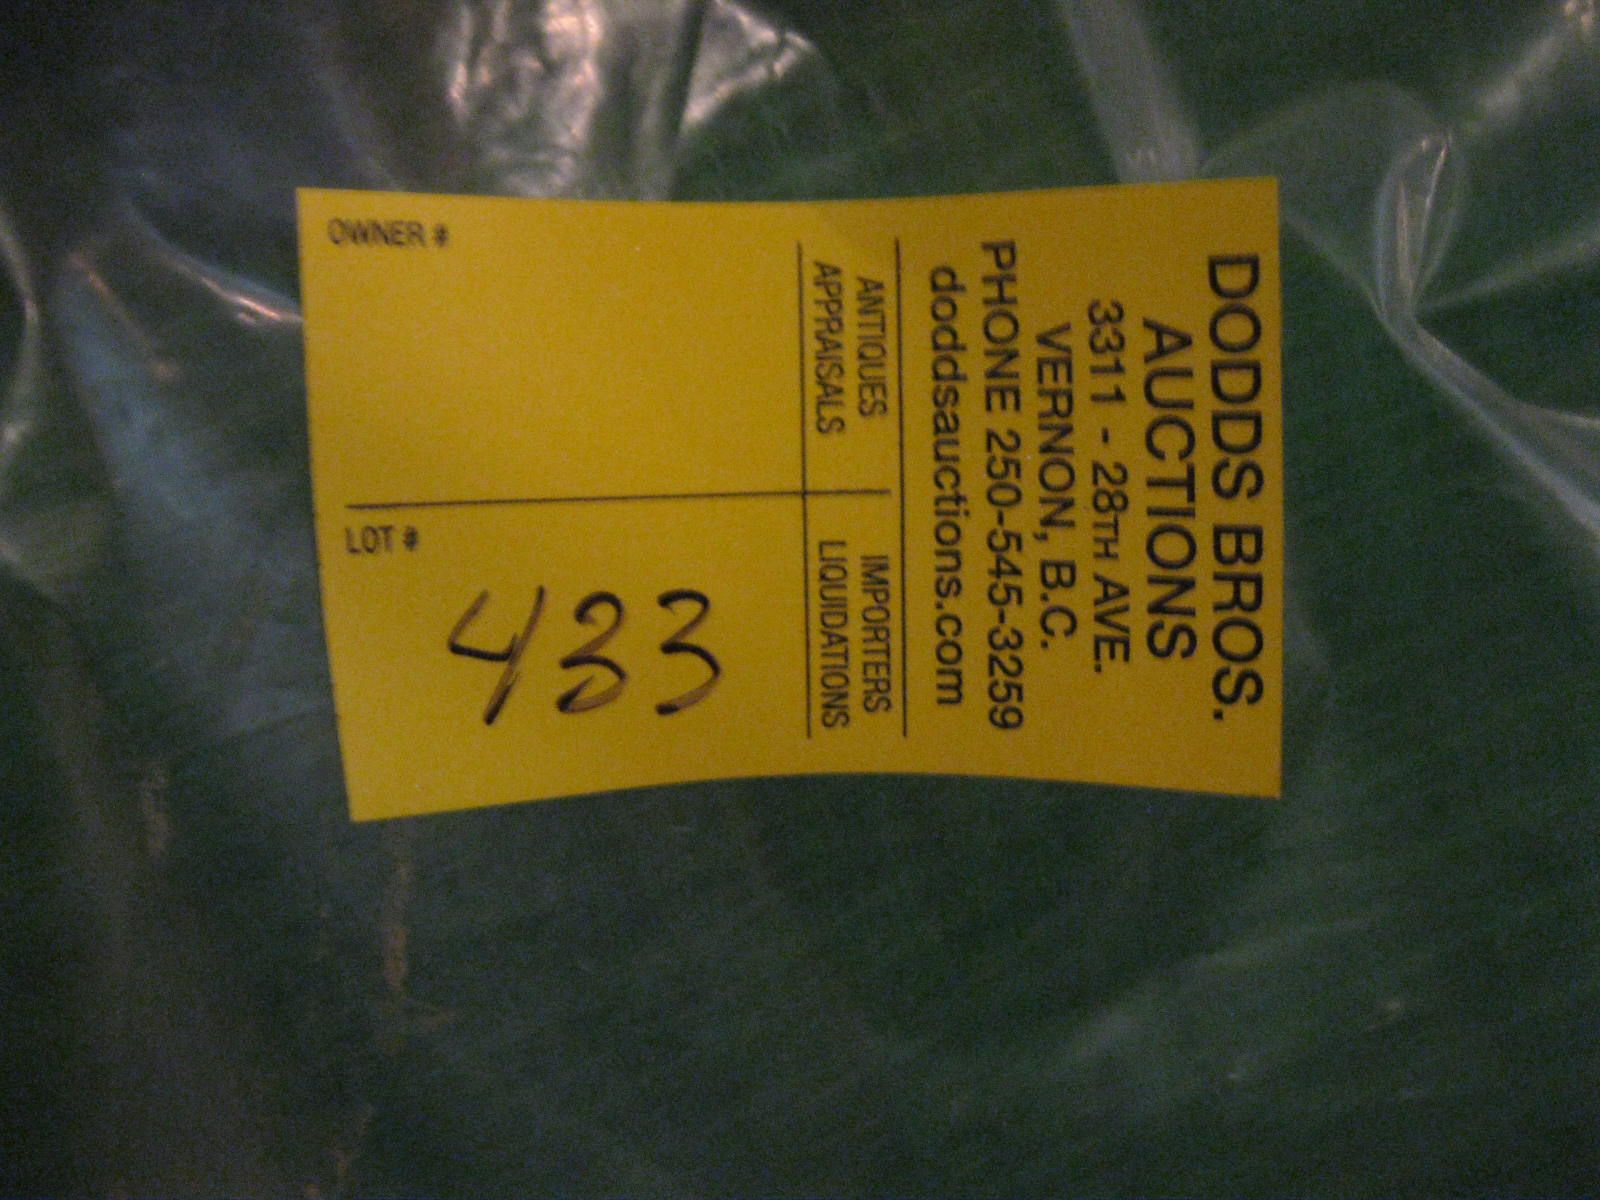 DODDS BROS.
AUCTIONS
3311 - 28TH AVE.
VERNON, B.C.
PHONE 250-545-3259
doddsauctions.com
ANTIQUES IMPORTERS
APPRAISALS LIQUIDATIONS
OWNER #
LOT #
433